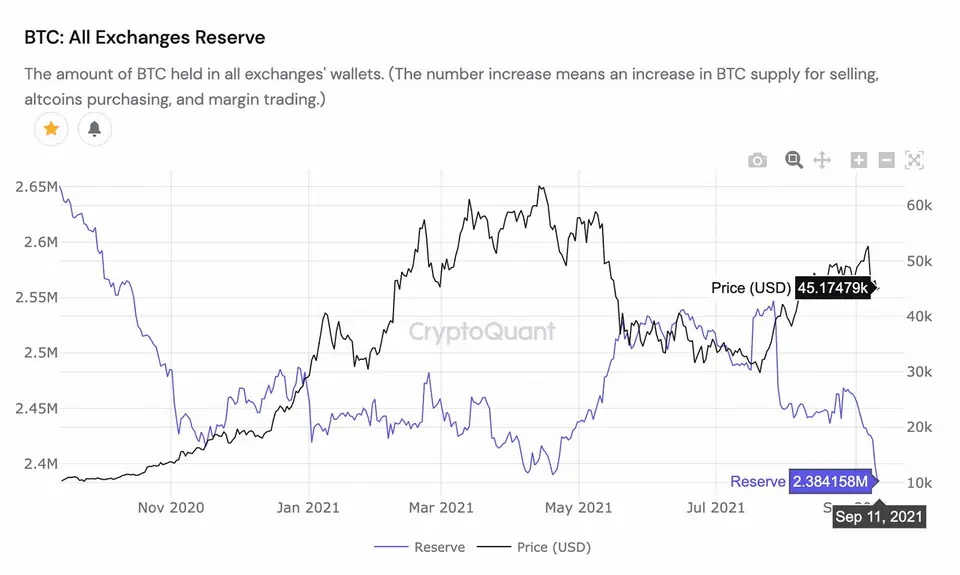 BTC: All Exchanges Reserve
The amount of BTC held in all exchanges' wallets. (The number increase means an increase in BTC supply for selling,
altcoins purchasing, and margin trading.)
2.65M
60k
2.6M
50k
2.55M
Price (USD) 45.17479k
40k
CryptoQuant
2.5M
30k
2.45M
20k
2.4M
Reserve 2.384158M
10k
Nov 2020 Jan 2021 Mar 2021 May 2021 Jul 2021
Sep 11, 2021
Reserve Price (USD)